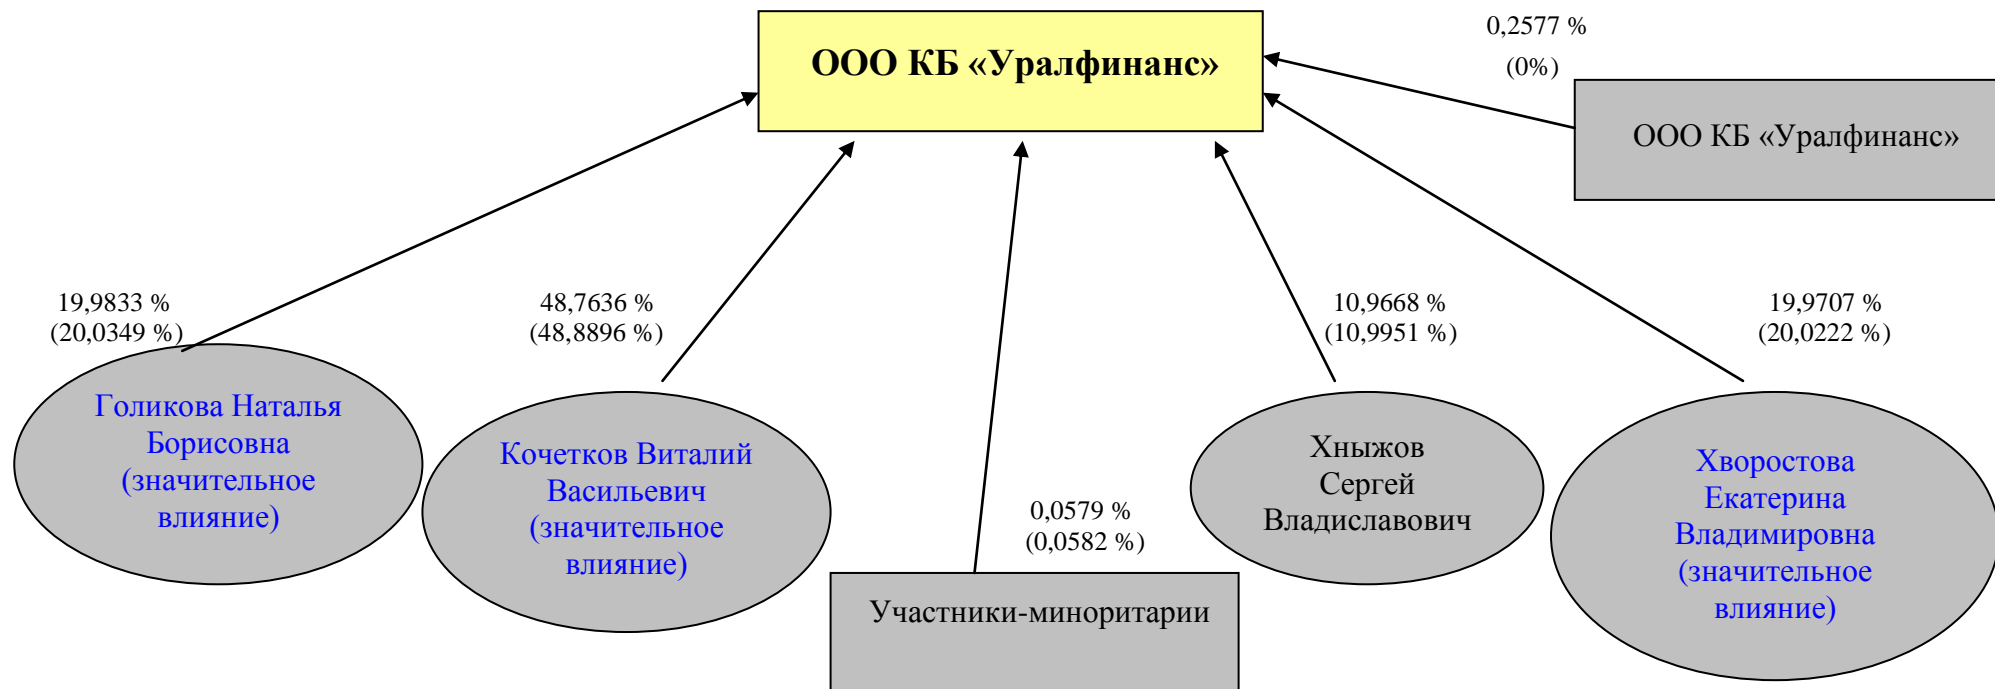 ООО КБ «Уралфинанс»
0,2577 %
(0%)
ООО КБ «Уралфинанс»
19,9833 %
(20,0349 %)
48,7636 %
(48,8896 %)
10,9668 %
(10,9951 %)
19,9707 %
(20,0222 %)
Голикова Наталья
Борисовна
(значительное
влияние)
Кочетков Виталий
Васильевич
(значительное
влияние)
0,0579 %
(0,0582 %)
Участники-миноритарии
Хныжов
Сергей
Владиславович
Хворостова
Екатерина
Владимировна
(значительное
влияние)